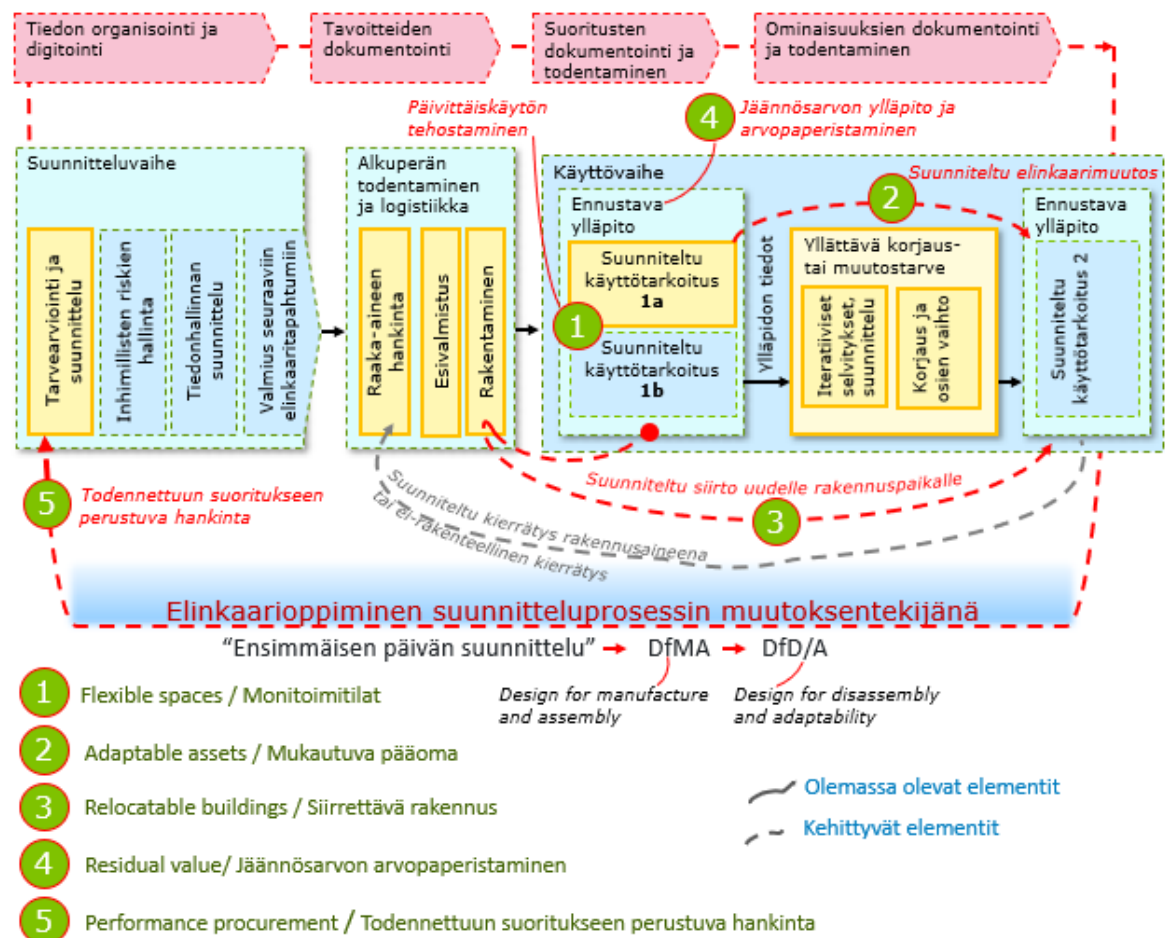 Tiedon organisointi ja
digitointi
Tavoitteiden
dokumentointi
Suoritusten
dokumentointi ja
todentaminen
Ominaisuuksien dokumentointi
ja todentaminen
Päivittäiskäytön
tehostaminen
4
Jäännösarvon ylläpito ja
arvopaperistaminen
Suunnitteluvaihe
Tarvearviointi ja
suunnittelu
Inhimillisten riskien
hallinta
Tiedonhallinnan
suunnittelu
Valmius seuraaviin
elinkaaritapahtumiin
Alkuperän
todentaminen
ja logistiikka
Raaka-aineen
hankinta
Esivalmistus
Rakentaminen
Käyttövaihe
Ennustava
ylläpito
Suunniteltu
käyttötarkoitus
1a
1
Suunniteltu
käyttötarkoitus
1b
Ylläpidon tiedot
2
Suunniteltu elinkaarimuutos
Yllättävä korjaus-
tai muutostarve
Iteratiiviset
selvitykset,
suunnittelu
Korjaus ja
osien vaihto
Ennustava
ylläpito
Suunniteltu
käyttötarkoitus 2
5
Todennettuun suoritukseen
perustuva hankinta
Suunniteltu siirto uudelle rakennuspaikalle
3
Suunniteltu kierrätys rakennusaineena
tai ei-rakenteellinen kierrätys
Elinkaarioppiminen suunnitteluprosessin muutoksentekijänä
“Ensimmäisen päivän suunnittelu” DfMA DfD/A
Design for manufacture
and assembly
Design for disassembly
and adaptability
1 Flexible spaces / Monitoimitilat
2 Adaptable assets / Mukautuva pääoma
3 Relocatable buildings / Siirrettävä rakennus
4 Residual value/ Jäännösarvon arvopaperistaminen
5 Performance procurement / Todennettuun suoritukseen perustuva hankinta
Olemassa olevat elementit
Kehittyvät elementit